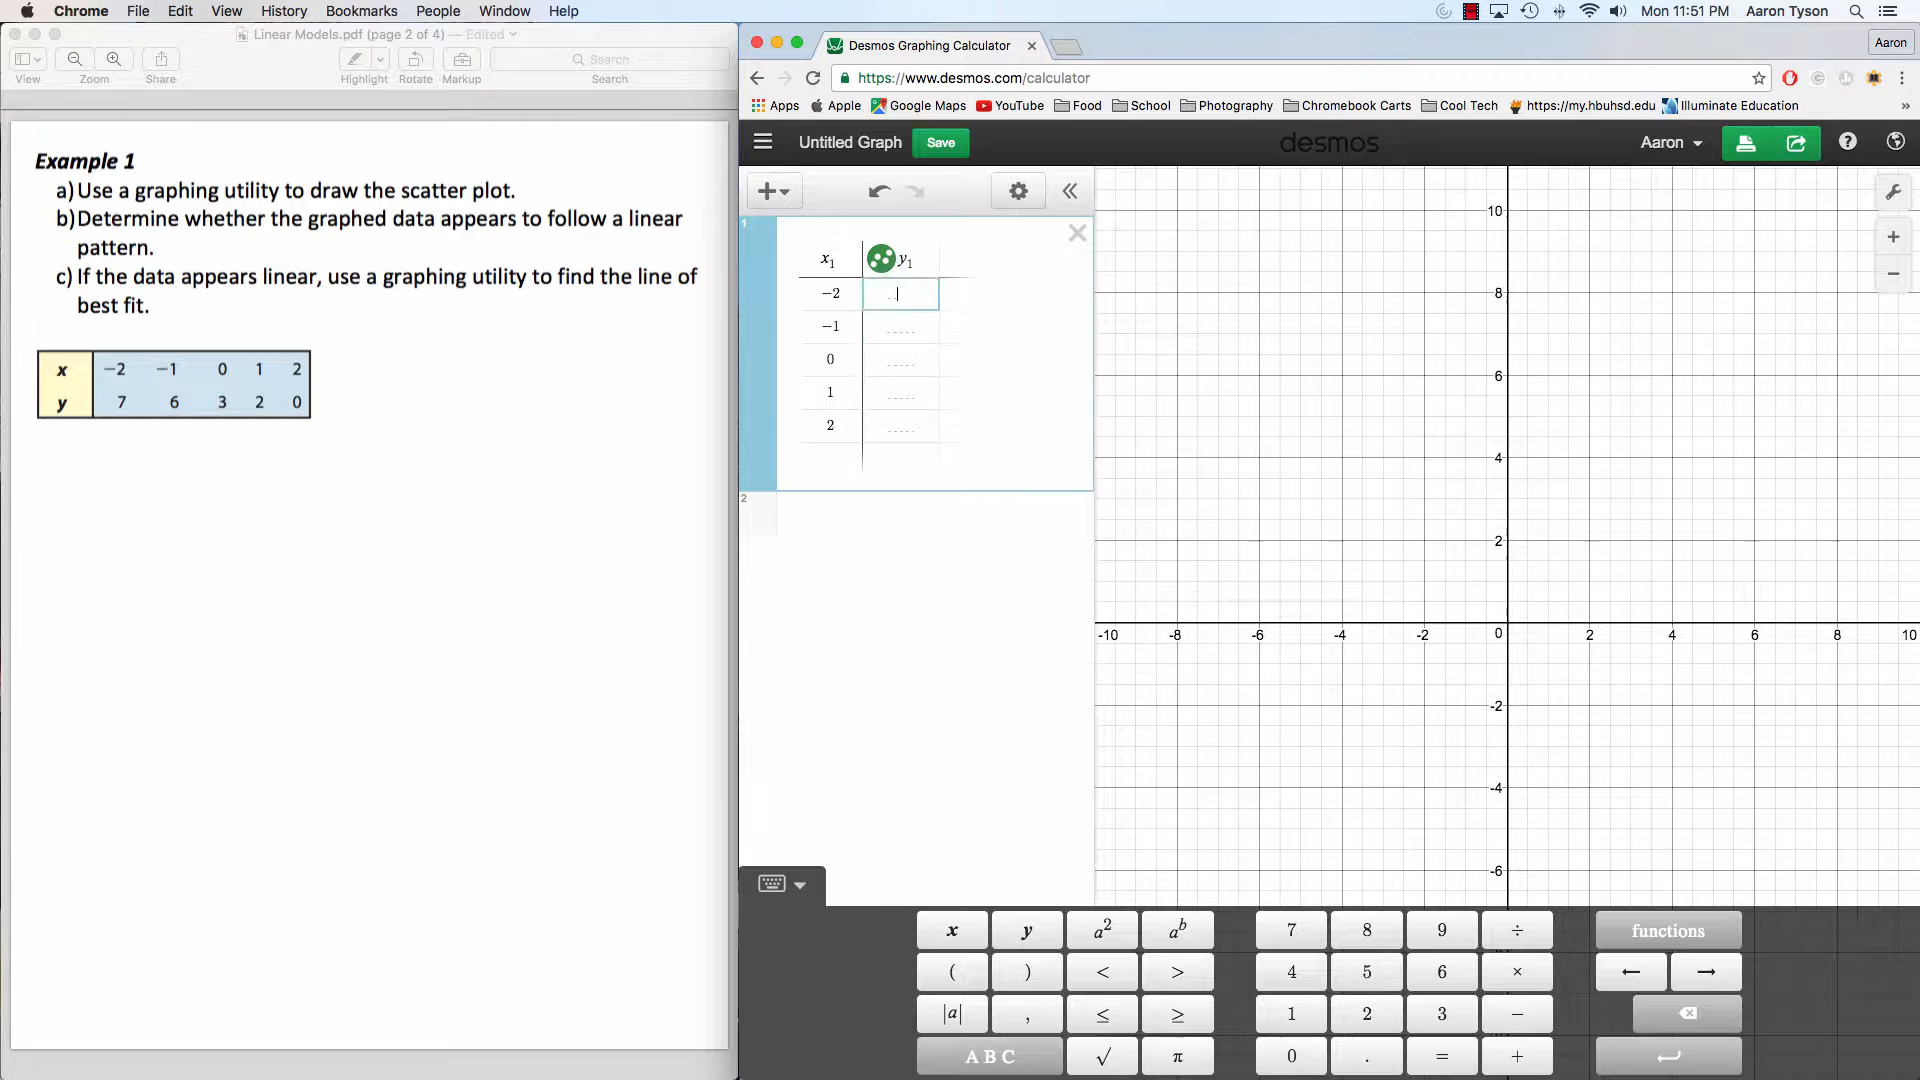 Chrome File Edit View History Bookmarks People Window Help
Mon 11:51 PM Aaron Tyson
Linear Models.pdf (page 2 of 4) — Edited
Search
View Zoom Share Highlight Rotate Markup Search
Example 1
a) Use a graphing utility to draw the scatter plot.
b) Determine whether the graphed data appears to follow a linear
pattern.
c) If the data appears linear, use a graphing utility to find the line of
best fit.
x −2 −1 0 1 2
y 7 6 3 2 0
Desmos Graphing Calculator
Aaron
https://www.desmos.com/calculator
Apps Apple Google Maps YouTube Food School Photography Chromebook Carts Cool Tech https://my.hbuhsd.edu Illuminate Education »
Untitled Graph Save desmos Aaron ?
1
x₁ y₁
−2
−1
0
1
2
2
10
8
6
4
2
-10 -8 -6 -4 -2 0 2 4 6 8 10
-2
-4
-6
x y a² aᵇ 7 8 9 ÷ functions
( ) < > 4 5 6 × ← →
|a| , ≤ ≥ 1 2 3 −
A B C √ π 0 . = +